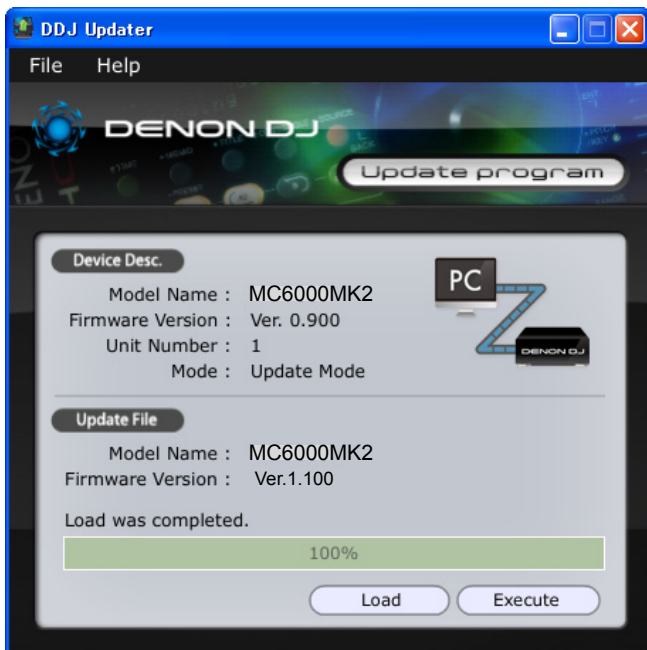 DDJ Updater
File Help
DENON DJ
Update program
Device Desc.
Model Name : MC6000MK2
Firmware Version : Ver. 0.900
Unit Number : 1
Mode : Update Mode
PC
DENON DJ
Update File
Model Name : MC6000MK2
Firmware Version : Ver.1.100
Load was completed.
100%
Load Execute